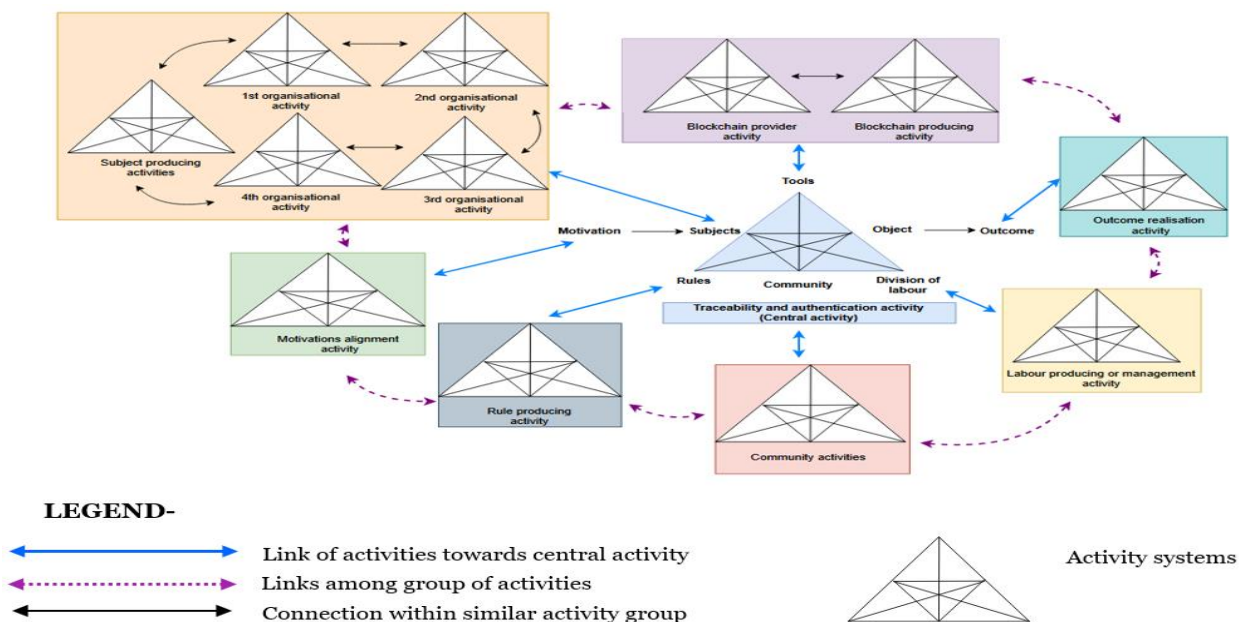 1st organisational
activity
2nd organisational
activity
Subject producing
activities
4th organisational
activity
3rd organisational
activity
Blockchain provider
activity
Blockchain producing
activity
Tools
Motivation
Subjects
Object
Outcome
Rules
Community
Division of
labour
Traceability and authentication activity
(Central activity)
Outcome realisation
activity
Motivations alignment
activity
Rule producing
activity
Community activities
Labour producing or management
activity
LEGEND-
Link of activities towards central activity
Links among group of activities
Connection within similar activity group
Activity systems